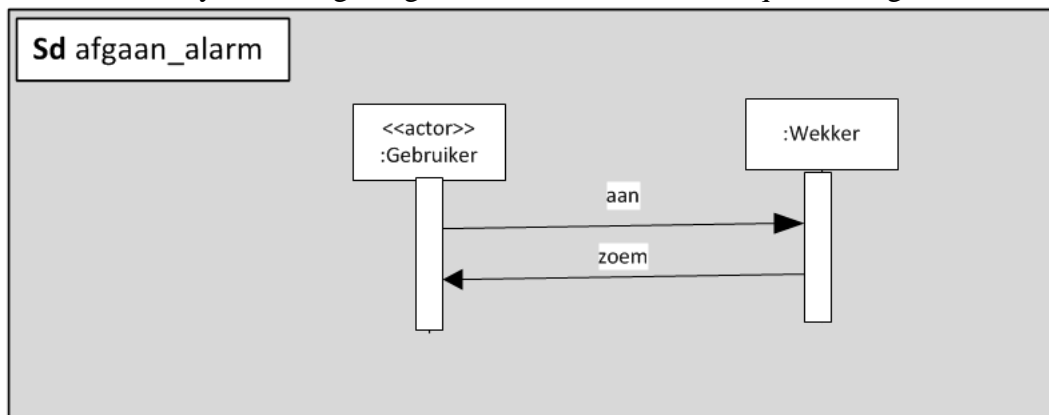 Sd afgaan_alarm
<<actor>>
:Gebruiker
:Wekker
aan
zoem